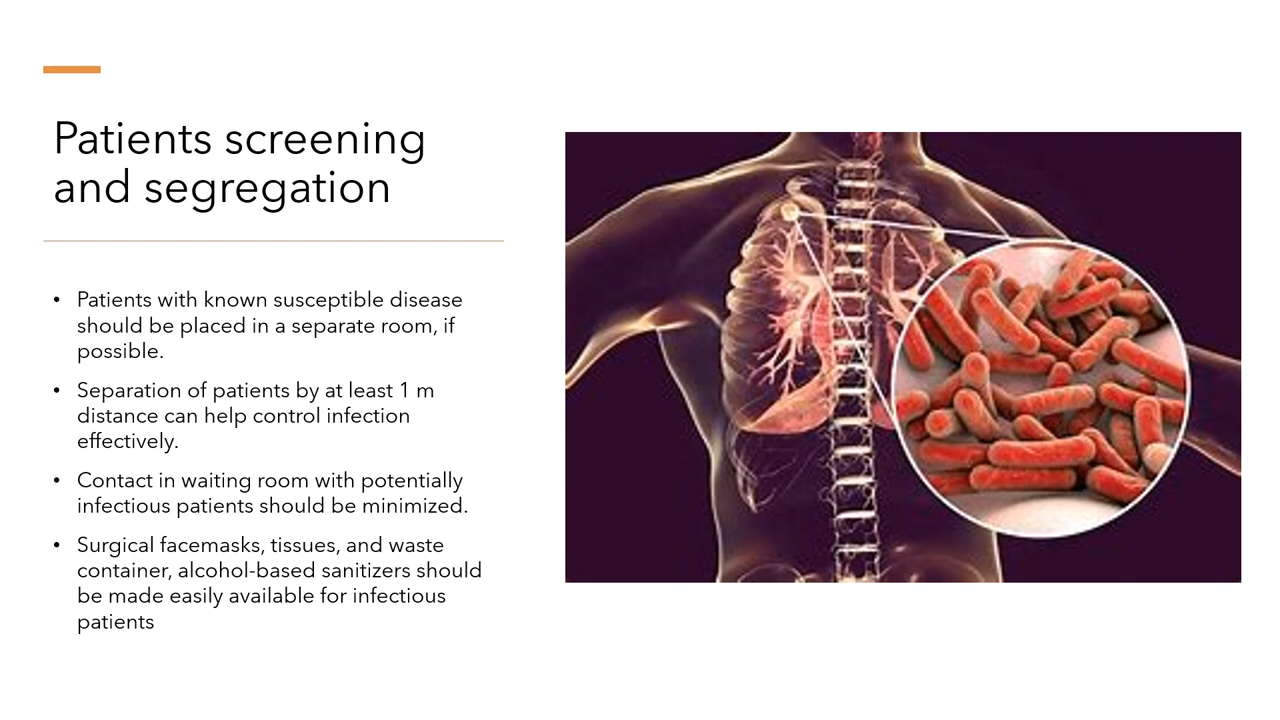 Patients screening
and segregation
• Patients with known susceptible disease
should be placed in a separate room, if
possible.
• Separation of patients by at least 1 m
distance can help control infection
effectively.
• Contact in waiting room with potentially
infectious patients should be minimized.
• Surgical facemasks, tissues, and waste
container, alcohol-based sanitizers should
be made easily available for infectious
patients